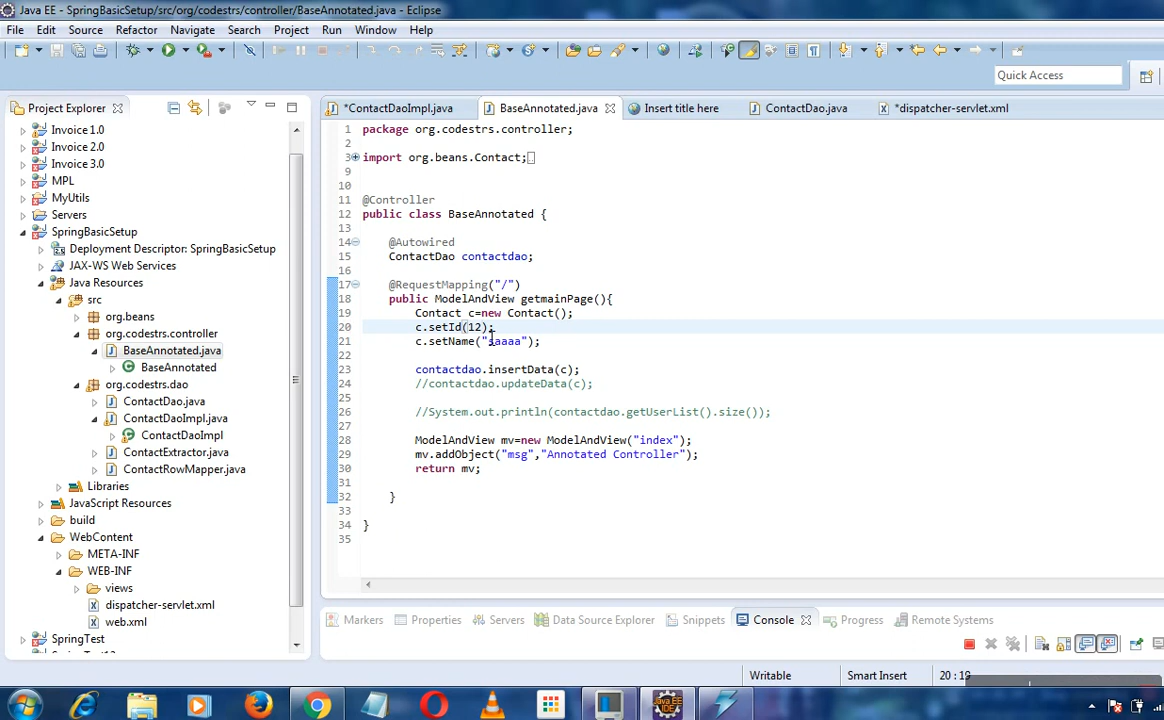 Java EE - SpringBasicSetup/src/org/codestrs/controller/BaseAnnotated.java - Eclipse
File Edit Source Refactor Navigate Search Project Run Window Help
Quick Access
Project Explorer
*ContactDaoImpl.java BaseAnnotated.java Insert title here ContactDao.java *dispatcher-servlet.xml
Invoice 1.0
Invoice 2.0
Invoice 3.0
MPL
MyUtils
Servers
SpringBasicSetup
Deployment Descriptor: SpringBasicSetup
JAX-WS Web Services
Java Resources
src
org.beans
org.codestrs.controller
BaseAnnotated.java
BaseAnnotated
org.codestrs.dao
ContactDao.java
ContactDaoImpl.java
ContactDaoImpl
ContactExtractor.java
ContactRowMapper.java
Libraries
JavaScript Resources
build
WebContent
META-INF
WEB-INF
views
dispatcher-servlet.xml
web.xml
SpringTest
1 package org.codestrs.controller;
2
3 import org.beans.Contact;
9
10
11 @Controller
12 public class BaseAnnotated {
13
14 @Autowired
15 ContactDao contactdao;
16
17 @RequestMapping("/")
18 public ModelAndView getmainPage(){
19 Contact c=new Contact();
20 c.setId(12);
21 c.setName("
22
23 contactdao.insertData(c);
24 //contactdao.updateData(c);
25
26 //System.out.println(contactdao.getUserList().size());
27
28 ModelAndView mv=new ModelAndView("index");
29 mv.addObject("msg","Annotated Controller");
30 return mv;
31
32 }
33
34 }
35
Markers Properties Servers Data Source Explorer Snippets Console Progress Remote Systems
Writable Smart Insert 20 : 19
Java EE IDE